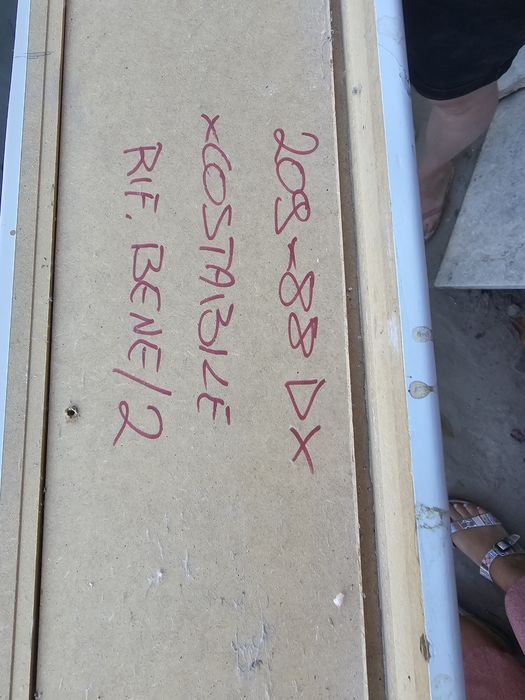 208-88 DX
xCOSTABILE
RIF. BENE/2